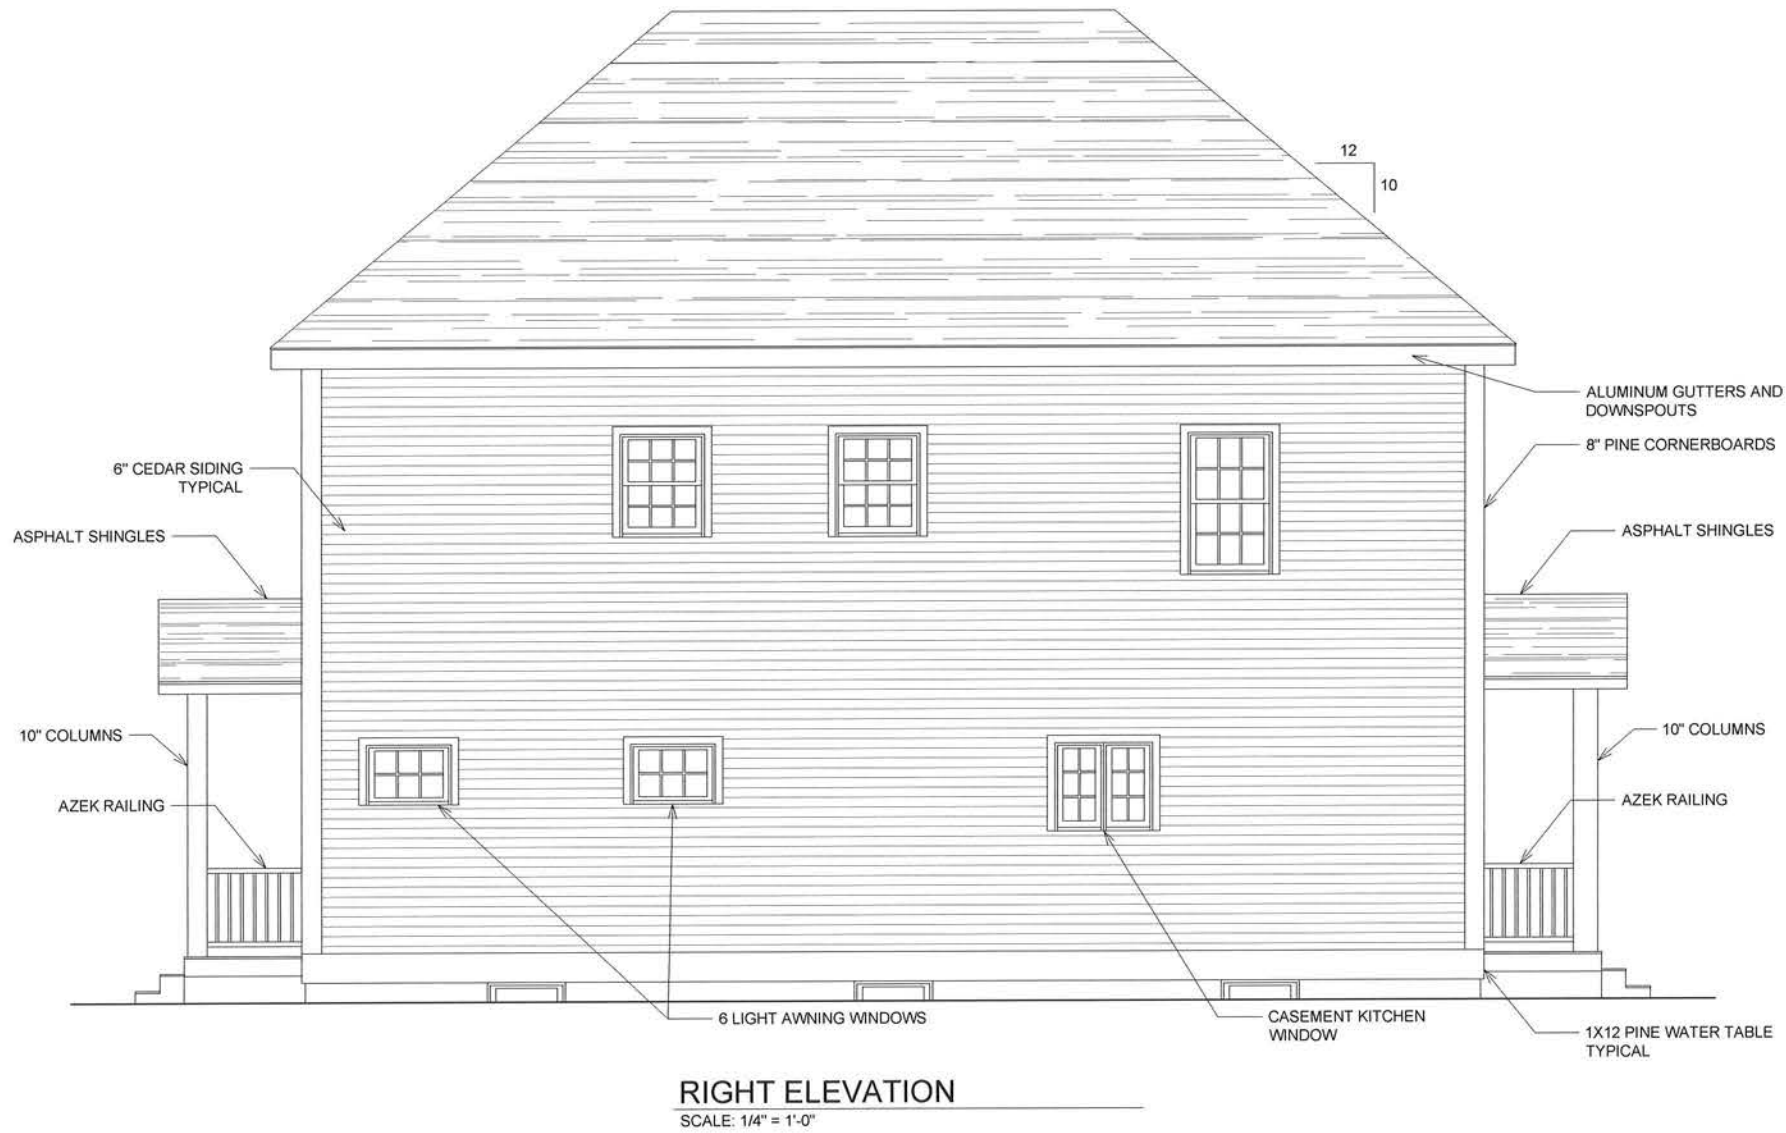 12
10
ALUMINUM GUTTERS AND
DOWNSPOUTS
8" PINE CORNERBOARDS
6" CEDAR SIDING
TYPICAL
ASPHALT SHINGLES
ASPHALT SHINGLES
10" COLUMNS
10" COLUMNS
AZEK RAILING
AZEK RAILING
6 LIGHT AWNING WINDOWS
CASEMENT KITCHEN
WINDOW
1X12 PINE WATER TABLE
TYPICAL
RIGHT ELEVATION
SCALE: 1/4" = 1'-0"